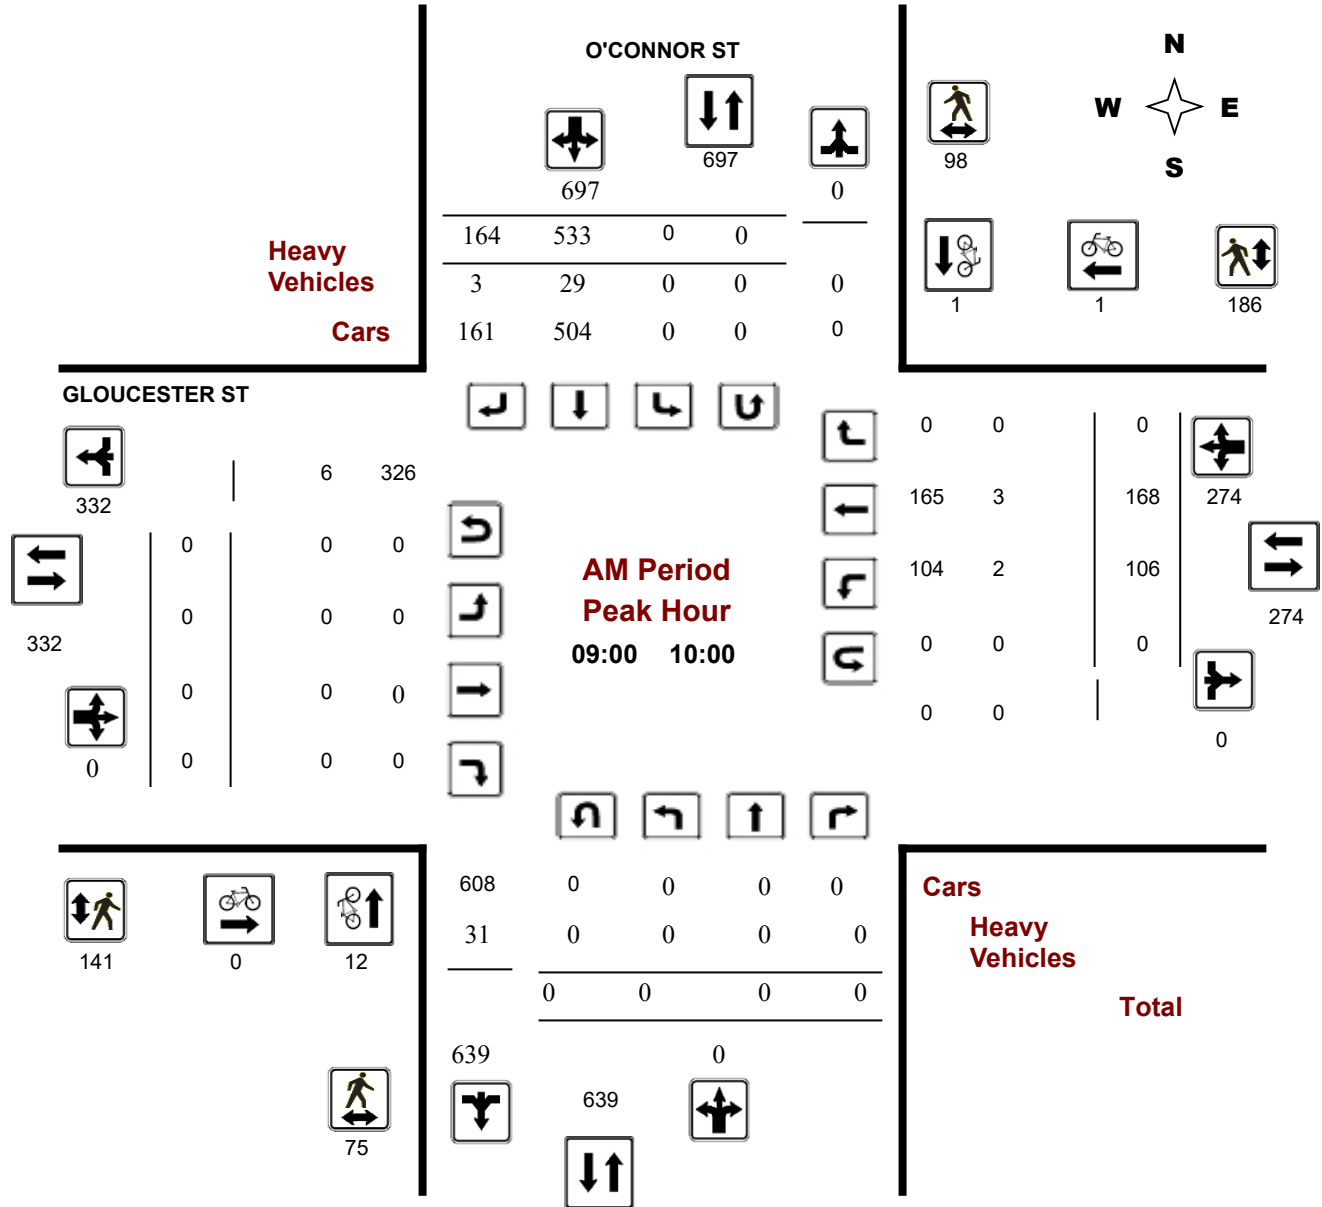 O'CONNOR ST
N
W E
S
697
98
697 0
164 533 0 0
Heavy
Vehicles
3 29 0 0 0
1 1 186
Cars
161 504 0 0 0
GLOUCESTER ST
0 0 0
332
6 326
165 3 168 274
0 0 0
AM Period
104 2 106
Peak Hour
0 0 0
274
332
09:00 10:00
0 0 0
0 0 0
0 0
0
0 0 0
0
608 0 0 0 0
Cars
31 0 0 0 0
Heavy
Vehicles
141 0 12
0 0 0 0
Total
639 0
639
75